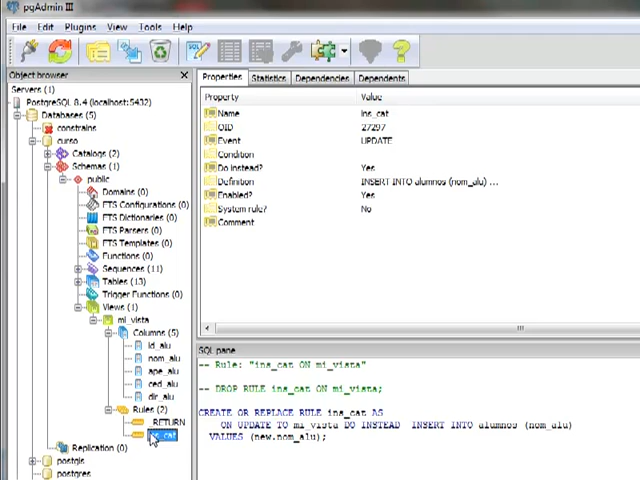 pgAdmin III
File Edit Plugins View Tools Help
Object browser
Servers (1)
PostgreSQL 8.4 (localhost:5432)
Databases (5)
constrains
curso
Catalogs (2)
Schemas (1)
public
Domains (0)
FTS Configurations (0)
FTS Dictionaries (0)
FTS Parsers (0)
FTS Templates (0)
Functions (0)
Sequences (11)
Tables (13)
Trigger Functions (0)
Views (1)
mi_vista
Columns (5)
id_alu
nom_alu
ape_alu
ced_alu
dir_alu
Rules (2)
_RETURN
ins_cat
Replication (0)
postgis
postgres
Properties Statistics Dependencies Dependents
Property Value
Name ins_cat
OID 27297
Event UPDATE
Condition
Do instead? Yes
Definition INSERT INTO alumnos (nom_alu) ...
Enabled? Yes
System rule? No
Comment
SQL pane
-- Rule: "ins_cat ON mi_vista"
-- DROP RULE ins_cat ON mi_vista;
CREATE OR REPLACE RULE ins_cat AS
ON UPDATE TO mi_vista DO INSTEAD INSERT INTO alumnos (nom_alu)
VALUES (new.nom_alu);